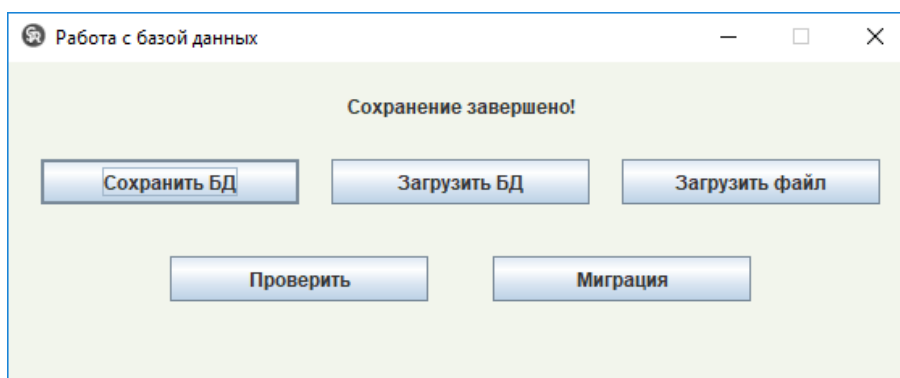 Работа с базой данных
Сохранение завершено!
Сохранить БД Загрузить БД Загрузить файл
Проверить Миграция